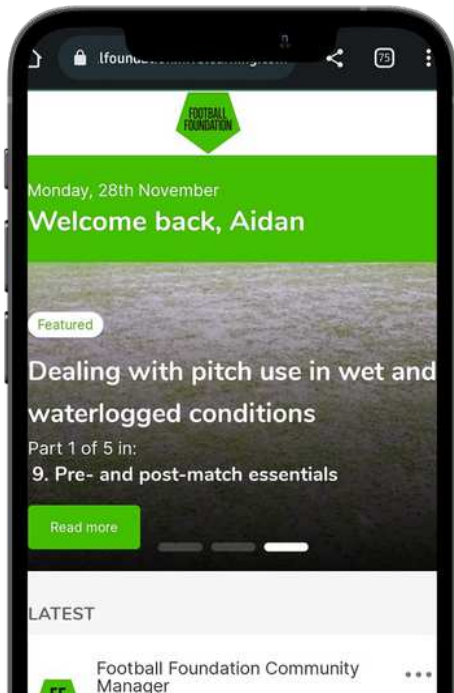 75
FOOTBALL
FOUNDATION
Monday, 28th November
Welcome back, Aidan
Featured
Dealing with pitch use in wet and
waterlogged conditions
Part 1 of 5 in:
9. Pre- and post-match essentials
Read more
LATEST
Football Foundation Community
Manager